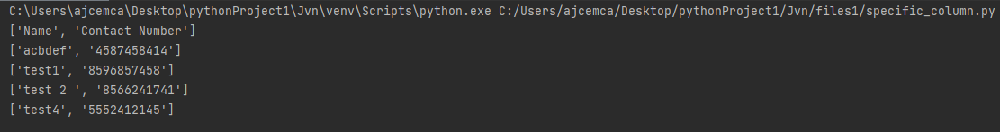 C:\Users\ajcemca\Desktop\pythonProject1\Jvn\venv\Scripts\python.exe C:/Users/ajcemca/Desktop/pythonProject1/Jvn/files1/specific_column.py
['Name', 'Contact Number']
['acbdef', '4587458414']
['test1', '8596857458']
['test 2 ', '8566241741']
['test4', '5552412145']